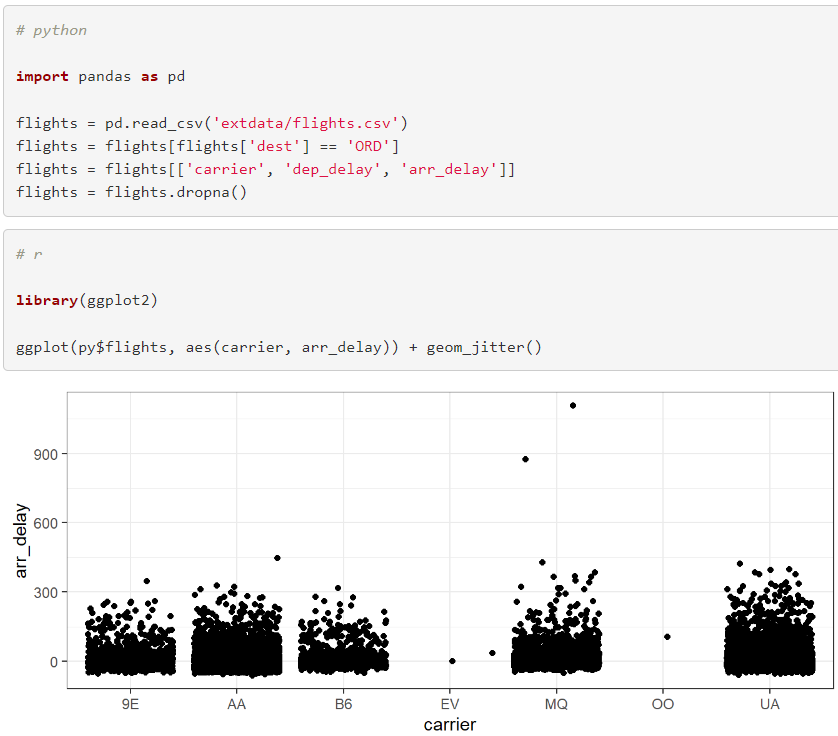 # python
import pandas as pd
flights = pd.read_csv('extdata/flights.csv')
flights = flights[flights['dest'] == 'ORD']
flights = flights[['carrier', 'dep_delay', 'arr_delay']]
flights = flights.dropna()
# r
library(ggplot2)
ggplot(py$flights, aes(carrier, arr_delay)) + geom_jitter()
900
600
300
0
arr_delay
9E AA B6 EV MQ OO UA
carrier